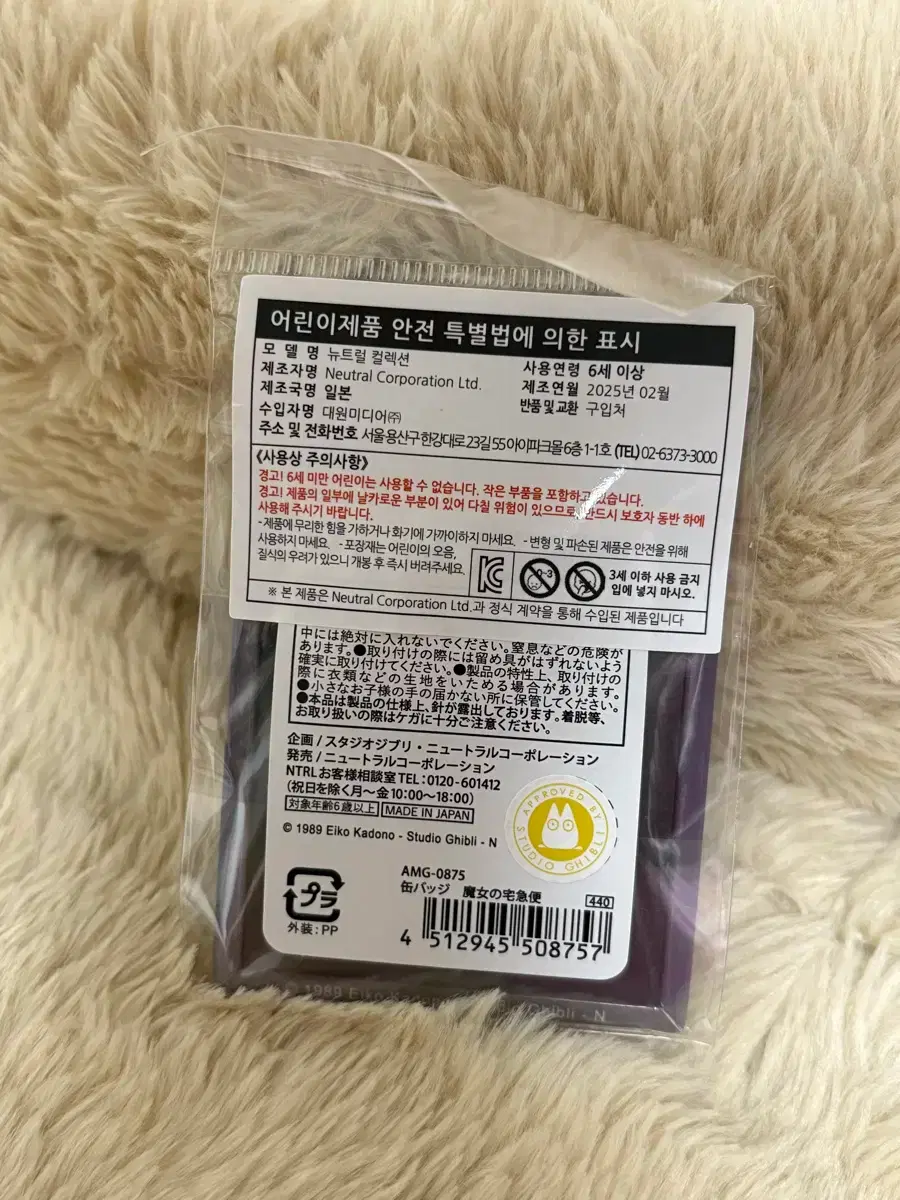 어린이제품 안전 특별법에 의한 표시
모 델 명 뉴트럴 컬렉션
사용연령 6세 이상
제조자명 Neutral Corporation Ltd.
제조연월 2025년 02월
제조국명 일본
반품 및 교환 구입처
수입자명 대원미디어㈜
주소 및 전화번호 서울용산구한강대로23길 55 아이파크몰6층 1-1호 (TEL) 02-6373-3000
《사용상 주의사항》
경고! 6세 미만 어린이는 사용할 수 없습니다. 작은 부품을 포함하고 있습니다.
경고! 제품의 일부에 날카로운 부분이 있어 다칠 위험이 있으므로 반드시 보호자 동반 하에
사용해 주시기 바랍니다.
-제품에 무리한 힘을 가하거나 화기에 가까이하지 마세요. -변형 및 파손된 제품은 안전을 위해
사용하지 마세요. -포장재는 어린이의 오음,
질식의 우려가 있으니 개봉 후 즉시 버려주세요.
KC
0-3
3세 이하 사용 금지
입에 넣지 마시오.
※ 본 제품은 Neutral Corporation Ltd.과 정식 계약을 통해 수입된 제품입니다
中には絶対に入れないでください。窒息などの危険が
あります。●取り付けの際には留め具がはずれないよう
確実に取り付けてください。●製品の特性上、取り付けの
際に衣類などの生地をいためる場合があります。
●小さなお子様の手の届かない所に保管してください。
●本品は製品の仕様上、針が露出しております。着脱等、
お取り扱いの際はケガに十分ご注意ください。
企画/スタジオジブリ・ニュートラルコーポレーション
発売/ニュートラルコーポレーション
NTRLお客様相談室 TEL:0120-601412
(祝日を除く月〜金10:00〜18:00)
対象年齢6歳以上 MADE IN JAPAN
© 1989 Eiko Kadono - Studio Ghibli - N
APPROVED BY STUDIO GHIBLI
AMG-0875
缶バッジ 魔女の宅急便
440
プラ
外装:PP
4 512945 508757
© 1989 Eiko Kadono Studio Ghibli - N